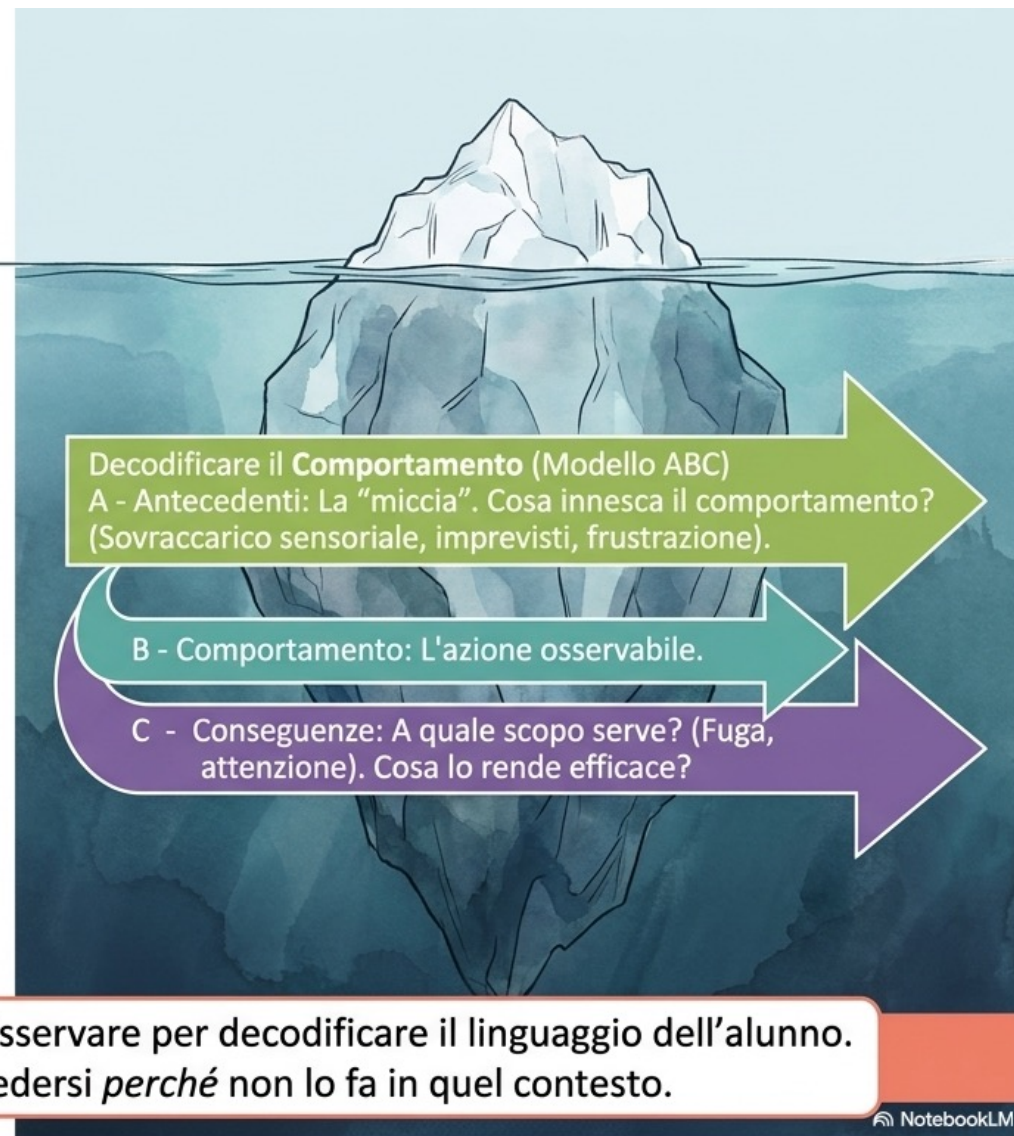 Decodificare il Comportamento (Modello ABC)
A - Antecedenti: La “miccia”. Cosa innesca il comportamento?
(Sovraccarico sensoriale, imprevisti, frustrazione).
B - Comportamento: L'azione osservabile.
C - Conseguenze: A quale scopo serve? (Fuga,
attenzione). Cosa lo rende efficace?
sservare per decodificare il linguaggio dell’alunno.
edersi perché non lo fa in quel contesto.
NotebookLM